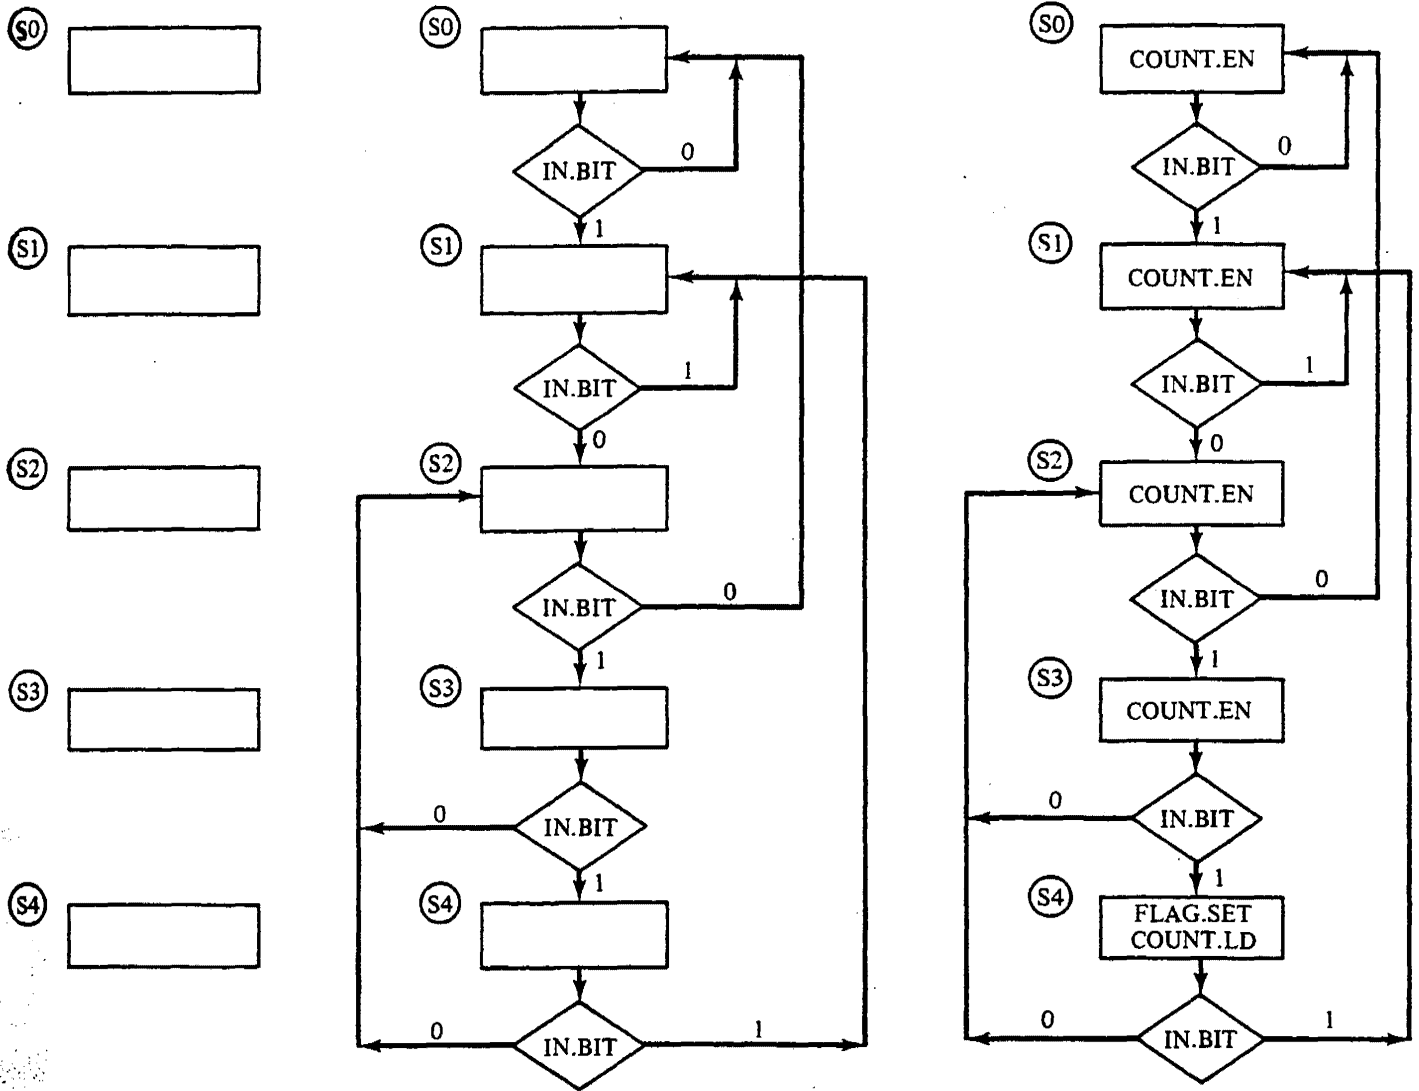 S0
S1
S2
S3
S4
S0
IN.BIT
0
1
S1
IN.BIT
1
0
S2
IN.BIT
0
1
S3
IN.BIT
0
1
S4
IN.BIT
0
1
S0
COUNT.EN
IN.BIT
0
1
S1
COUNT.EN
IN.BIT
1
0
S2
COUNT.EN
IN.BIT
0
1
S3
COUNT.EN
IN.BIT
0
1
S4
FLAG.SET
COUNT.LD
IN.BIT
0
1